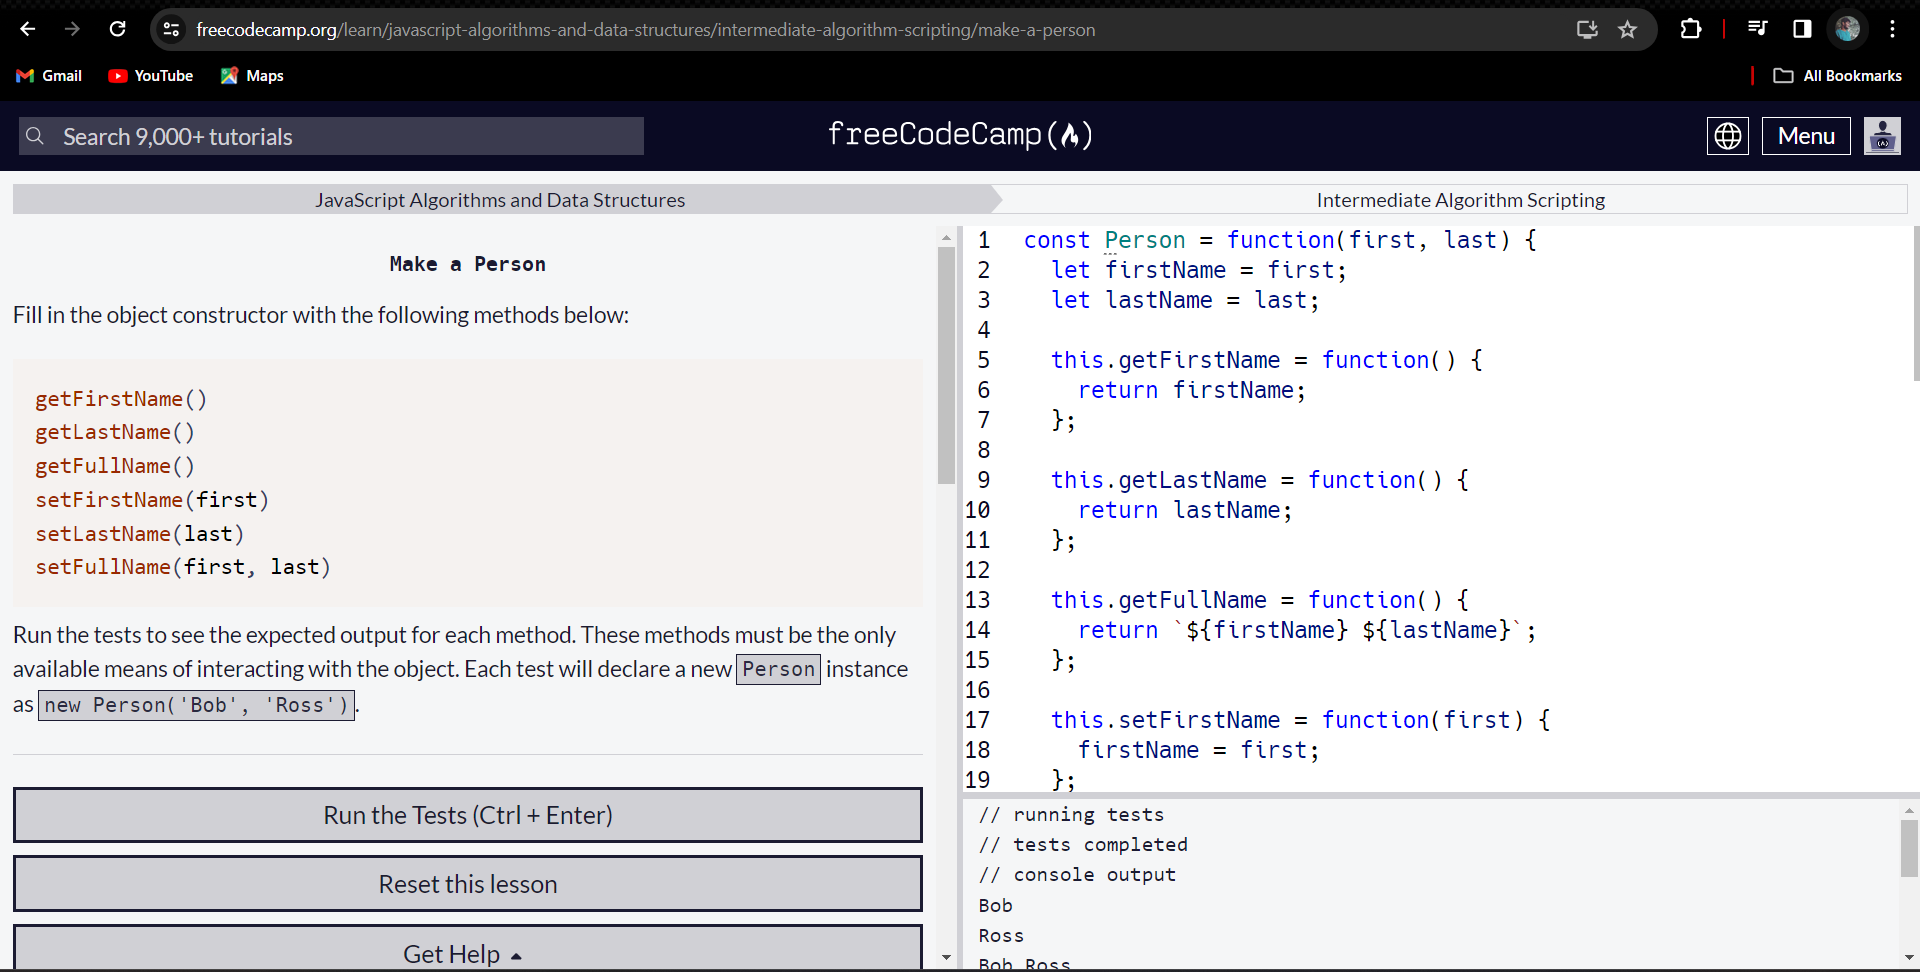 freecodecamp.org/learn/javascript-algorithms-and-data-structures/intermediate-algorithm-scripting/make-a-person
Gmail YouTube Maps All Bookmarks
Search 9,000+ tutorials
freeCodeCamp(🔥)
Menu
JavaScript Algorithms and Data Structures
Intermediate Algorithm Scripting
Make a Person
Fill in the object constructor with the following methods below:
getFirstName()
getLastName()
getFullName()
setFirstName(first)
setLastName(last)
setFullName(first, last)
Run the tests to see the expected output for each method. These methods must be the only
available means of interacting with the object. Each test will declare a new Person instance
as new Person('Bob', 'Ross').
Run the Tests (Ctrl + Enter)
Reset this lesson
Get Help
1 const Person = function(first, last) {
2 let firstName = first;
3 let lastName = last;
4
5 this.getFirstName = function() {
6 return firstName;
7 };
8
9 this.getLastName = function() {
10 return lastName;
11 };
12
13 this.getFullName = function() {
14 return `${firstName} ${lastName}`;
15 };
16
17 this.setFirstName = function(first) {
18 firstName = first;
19 };
// running tests
// tests completed
// console output
Bob
Ross
Bob Ross